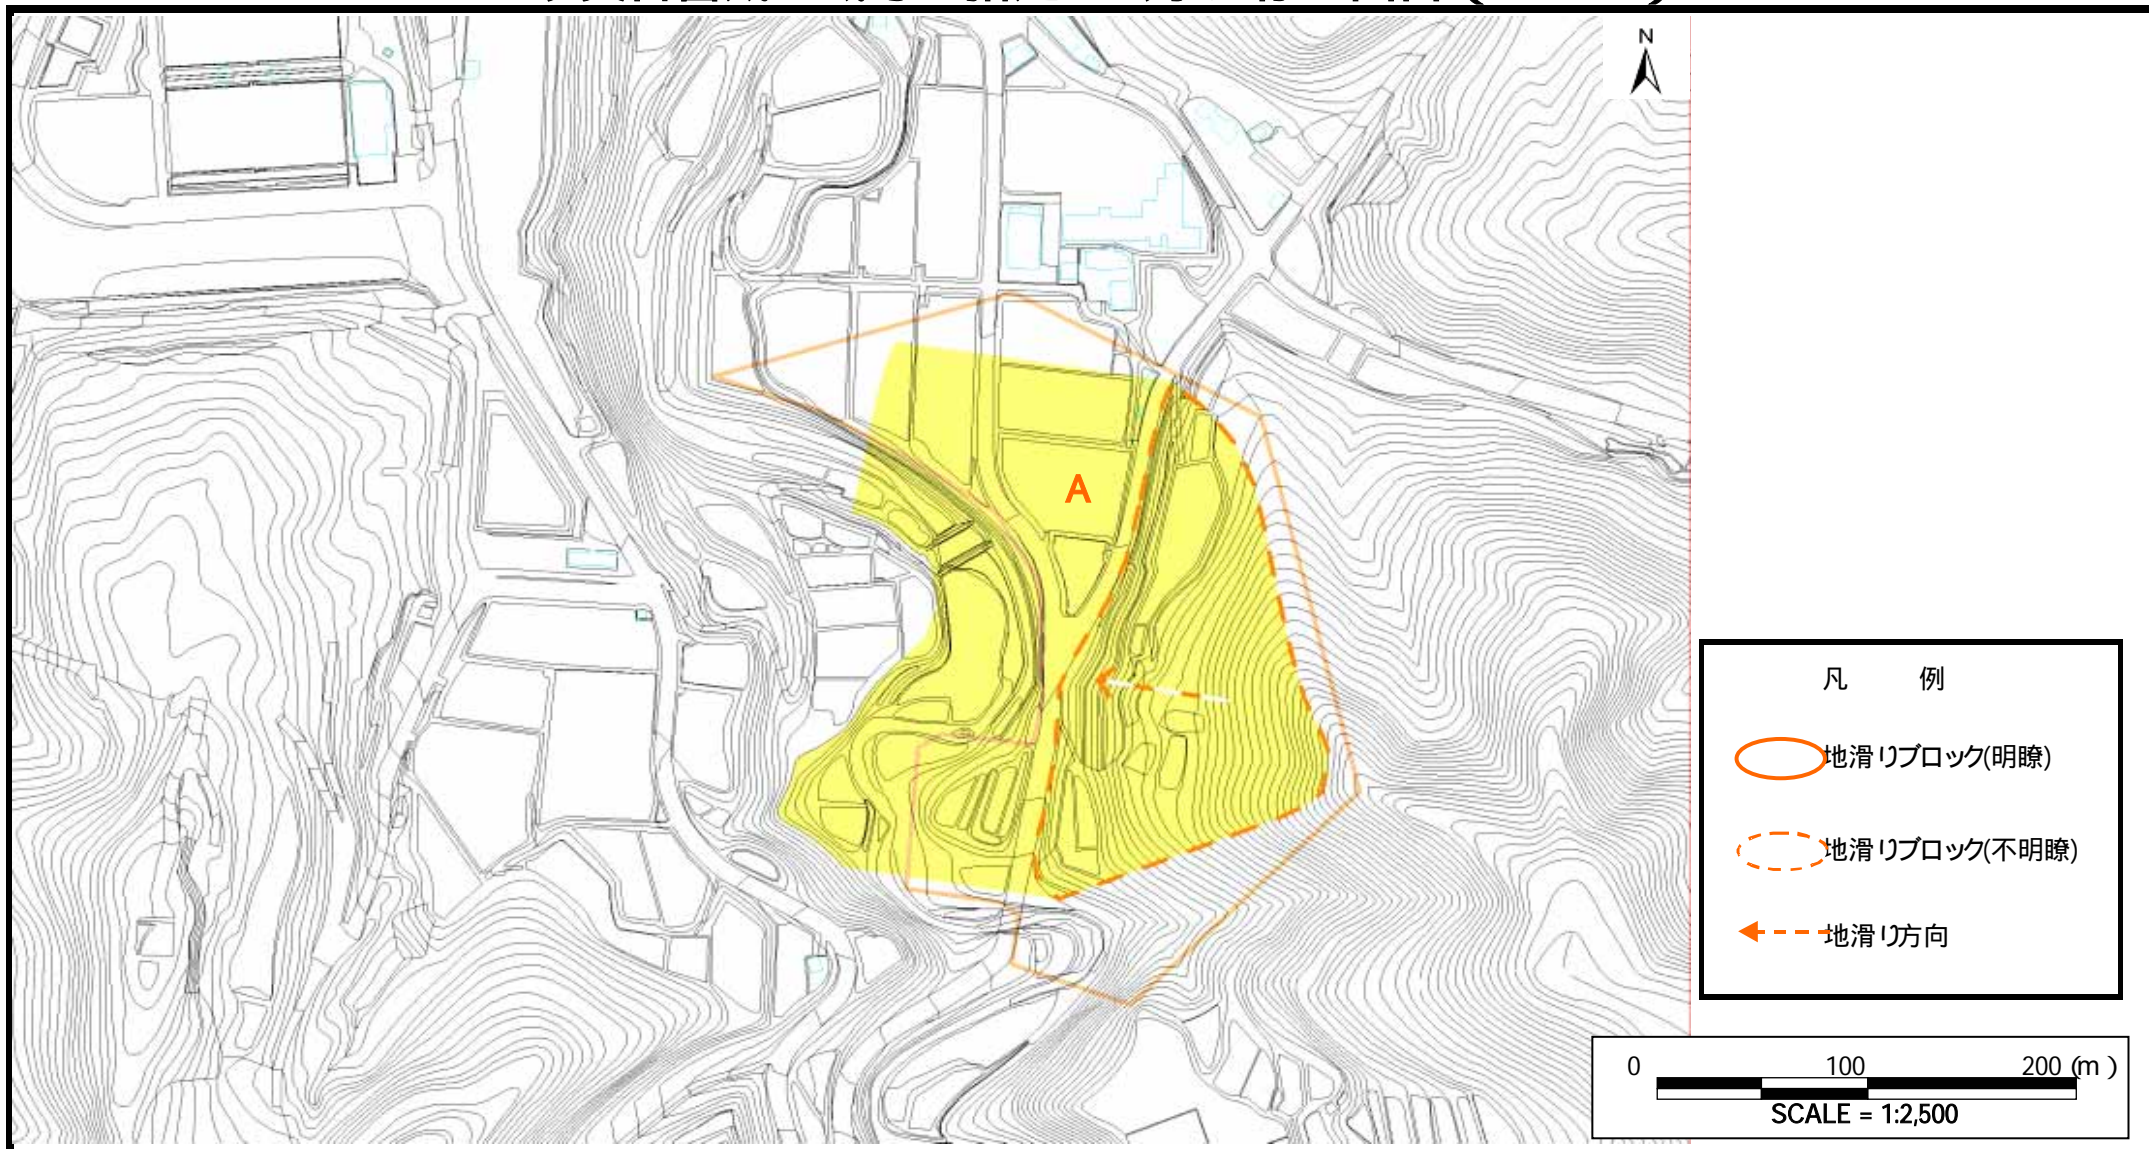 N
A
凡 例
地滑りブロック(明瞭)
地滑りブロック(不明瞭)
地滑り方向
0 100 200 (m)
SCALE = 1:2,500